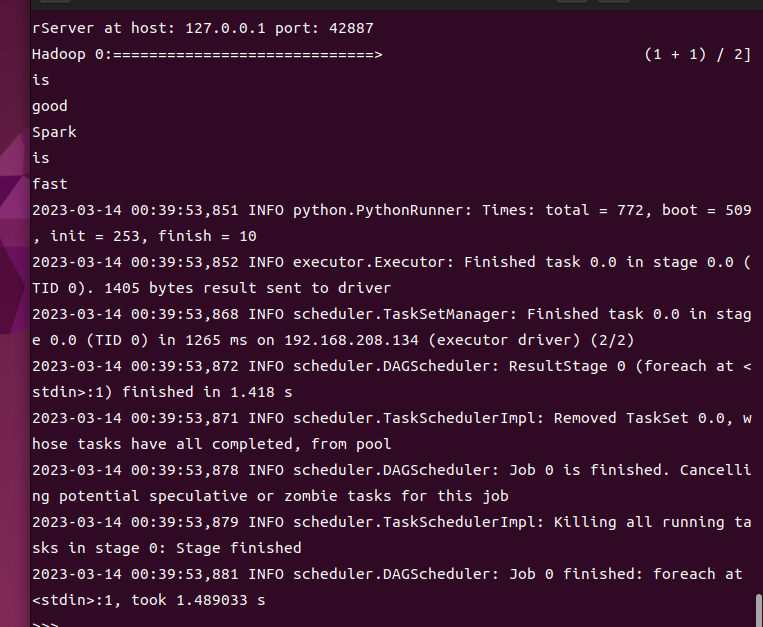 rServer at host: 127.0.0.1 port: 42887
Hadoop 0:=============================> (1 + 1) / 2]
is
good
Spark
is
fast
2023-03-14 00:39:53,851 INFO python.PythonRunner: Times: total = 772, boot = 509
, init = 253, finish = 10
2023-03-14 00:39:53,852 INFO executor.Executor: Finished task 0.0 in stage 0.0 (
TID 0). 1405 bytes result sent to driver
2023-03-14 00:39:53,868 INFO scheduler.TaskSetManager: Finished task 0.0 in stag
e 0.0 (TID 0) in 1265 ms on 192.168.208.134 (executor driver) (2/2)
2023-03-14 00:39:53,872 INFO scheduler.DAGScheduler: ResultStage 0 (foreach at <
stdin>:1) finished in 1.418 s
2023-03-14 00:39:53,871 INFO scheduler.TaskSchedulerImpl: Removed TaskSet 0.0, w
hose tasks have all completed, from pool
2023-03-14 00:39:53,878 INFO scheduler.DAGScheduler: Job 0 is finished. Cancelli
ng potential speculative or zombie tasks for this job
2023-03-14 00:39:53,879 INFO scheduler.TaskSchedulerImpl: Killing all running ta
sks in stage 0: Stage finished
2023-03-14 00:39:53,881 INFO scheduler.DAGScheduler: Job 0 finished: foreach at
<stdin>:1, took 1.489033 s
>>>